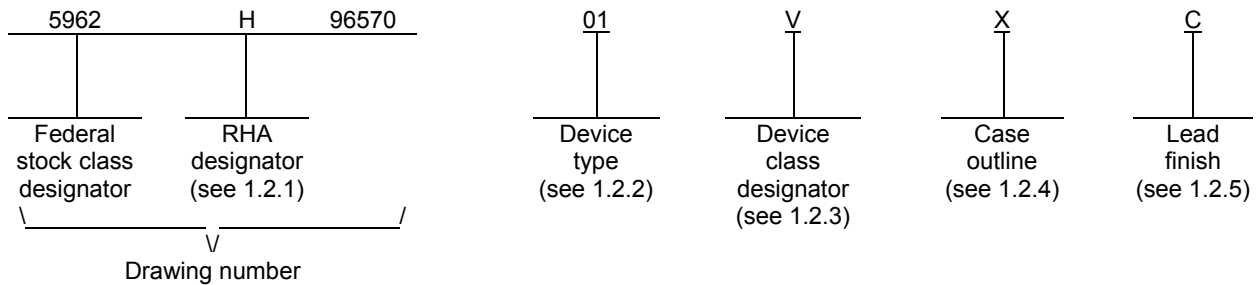 5962 H 96570 01 V X C
Federal RHA Device Device Case Lead
stock class designator type class outline finish
designator (see 1.2.1) (see 1.2.2) designator (see 1.2.4) (see 1.2.5)
(see 1.2.3)
\ /
\/
Drawing number